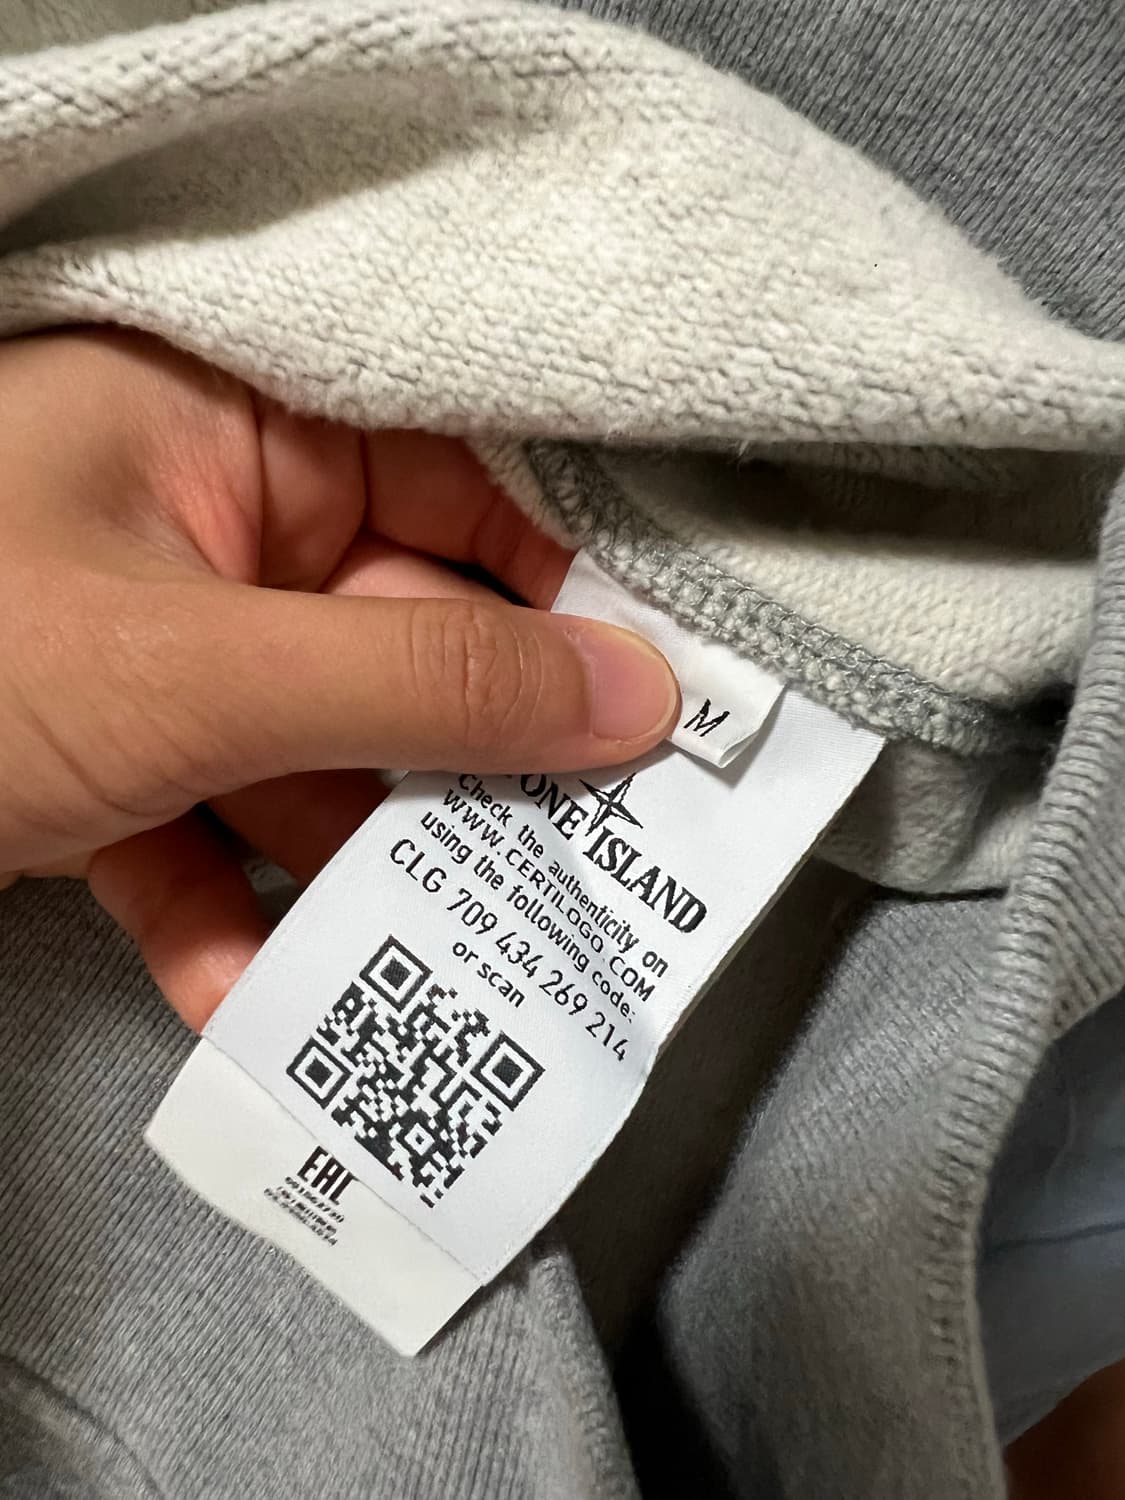 M
TONE ISLAND
Check the authenticity on
WWW.CERTILOGO.COM
using the following code:
CLG 709 434 269 214
or scan
EAC